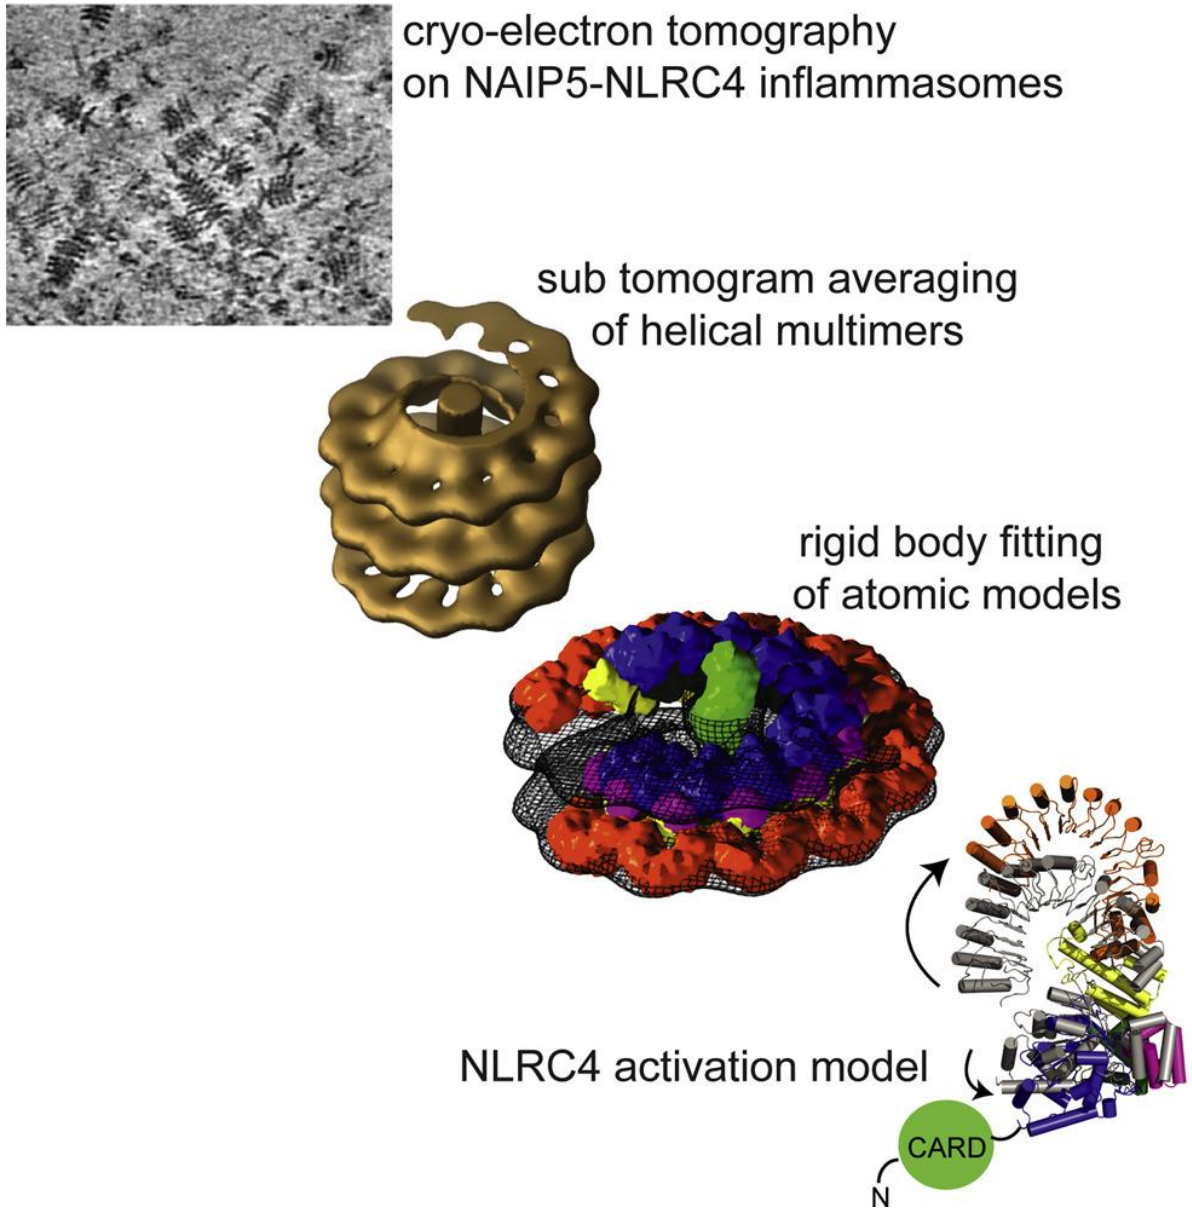 cryo-electron tomography
on NAIP5-NLRC4 inflammasomes
sub tomogram averaging
of helical multimers
rigid body fitting
of atomic models
NLRC4 activation model
CARD
N